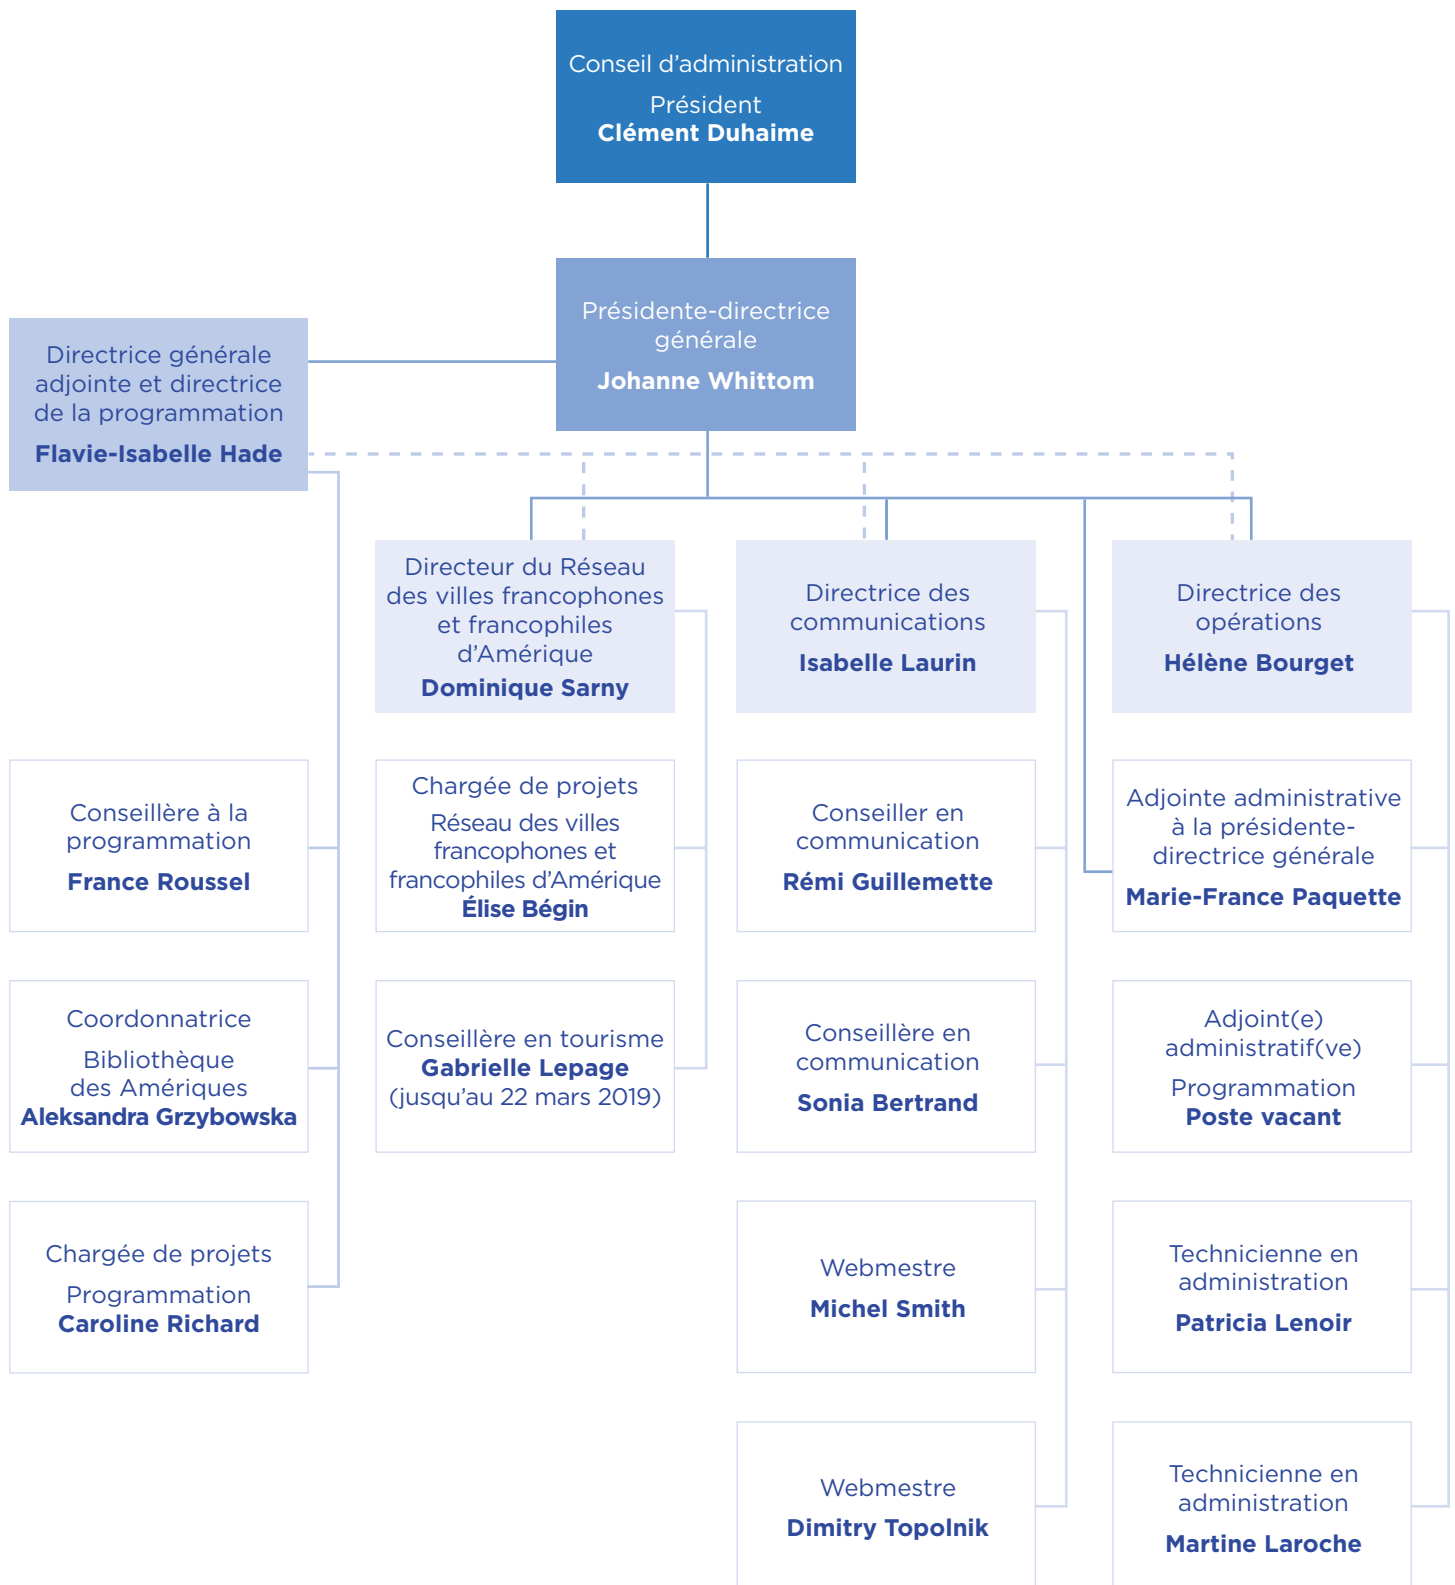 Conseil d’administration
Président
Clément Duhaime
Présidente-directrice
générale
Johanne Whittom
Directrice générale
adjointe et directrice
de la programmation
Flavie-Isabelle Hade
Directeur du Réseau
des villes francophones
et francophiles
d’Amérique
Dominique Sarny
Directrice des
communications
Isabelle Laurin
Directrice des
opérations
Hélène Bourget
Conseillère à la
programmation
France Roussel
Chargée de projets
Réseau des villes
francophones et
francophiles d’Amérique
Élise Bégin
Conseiller en
communication
Rémi Guillemette
Adjointe administrative
à la présidente-
directrice générale
Marie-France Paquette
Coordonnatrice
Bibliothèque
des Amériques
Aleksandra Grzybowska
Conseillère en tourisme
Gabrielle Lepage
(jusqu’au 22 mars 2019)
Conseillère en
communication
Sonia Bertrand
Adjoint(e)
administratif(ve)
Programmation
Poste vacant
Chargée de projets
Programmation
Caroline Richard
Webmestre
Michel Smith
Technicienne en
administration
Patricia Lenoir
Webmestre
Dimitry Topolnik
Technicienne en
administration
Martine Laroche